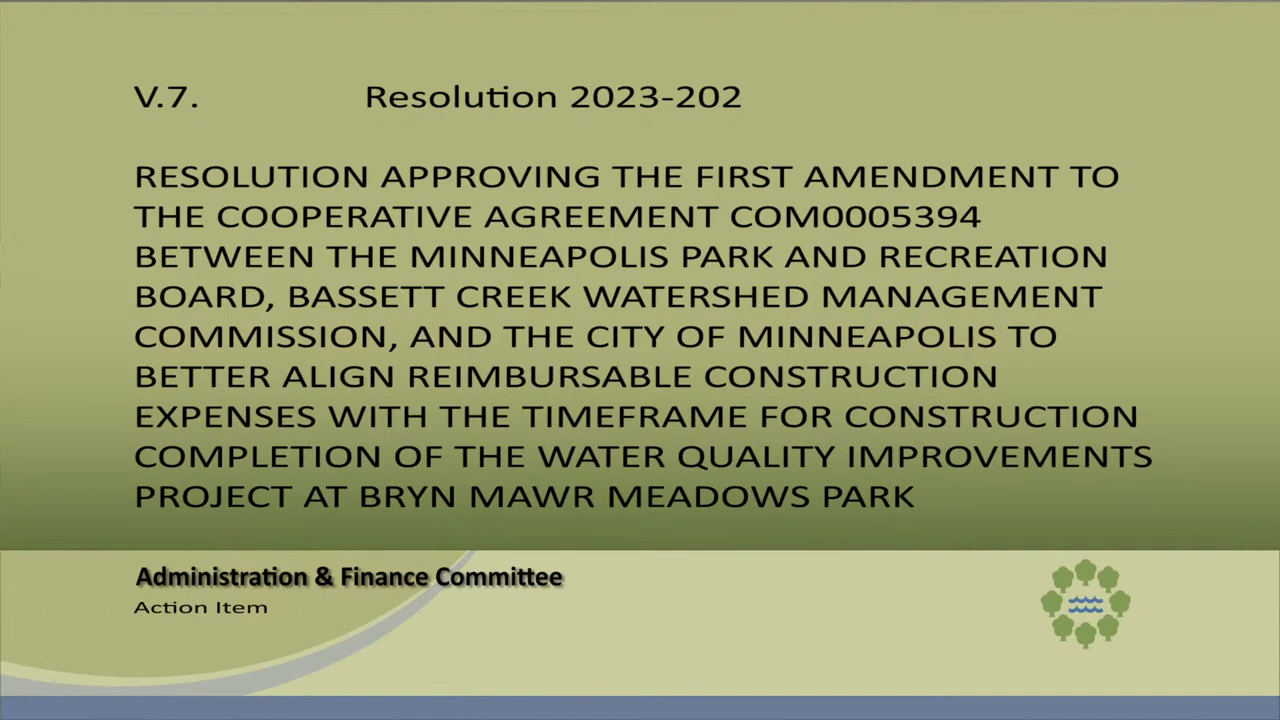 V.7. Resolution 2023-202
RESOLUTION APPROVING THE FIRST AMENDMENT TO
THE COOPERATIVE AGREEMENT COM0005394
BETWEEN THE MINNEAPOLIS PARK AND RECREATION
BOARD, BASSETT CREEK WATERSHED MANAGEMENT
COMMISSION, AND THE CITY OF MINNEAPOLIS TO
BETTER ALIGN REIMBURSABLE CONSTRUCTION
EXPENSES WITH THE TIMEFRAME FOR CONSTRUCTION
COMPLETION OF THE WATER QUALITY IMPROVEMENTS
PROJECT AT BRYN MAWR MEADOWS PARK
Administration & Finance Committee
Action Item